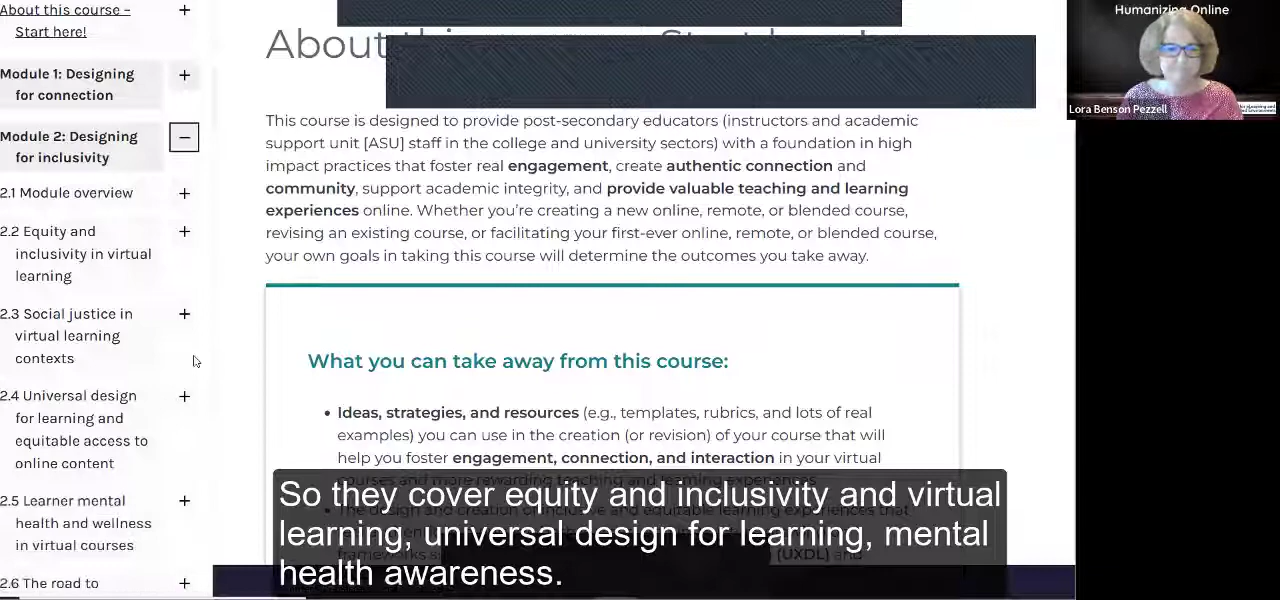 About this course –
Start here!
Module 1: Designing
for connection
Module 2: Designing
for inclusivity
2.1 Module overview
2.2 Equity and
inclusivity in virtual
learning
2.3 Social justice in
virtual learning
contexts
2.4 Universal design
for learning and
equitable access to
online content
2.5 Learner mental
health and wellness
in virtual courses
2.6 The road to
About
This course is designed to provide post-secondary educators (instructors and academic
support unit [ASU] staff in the college and university sectors) with a foundation in high
impact practices that foster real engagement, create authentic connection and
community, support academic integrity, and provide valuable teaching and learning
experiences online. Whether you’re creating a new online, remote, or blended course,
revising an existing course, or facilitating your first-ever online, remote, or blended course,
your own goals in taking this course will determine the outcomes you take away.
What you can take away from this course:
• Ideas, strategies, and resources (e.g., templates, rubrics, and lots of real
examples) you can use in the creation (or revision) of your course that will
help you foster engagement, connection, and interaction in your virtual
(UXDL) and
So they cover equity and inclusivity and virtual
learning, universal design for learning, mental
health awareness.
Humanizing Online
Lora Benson Pezzell